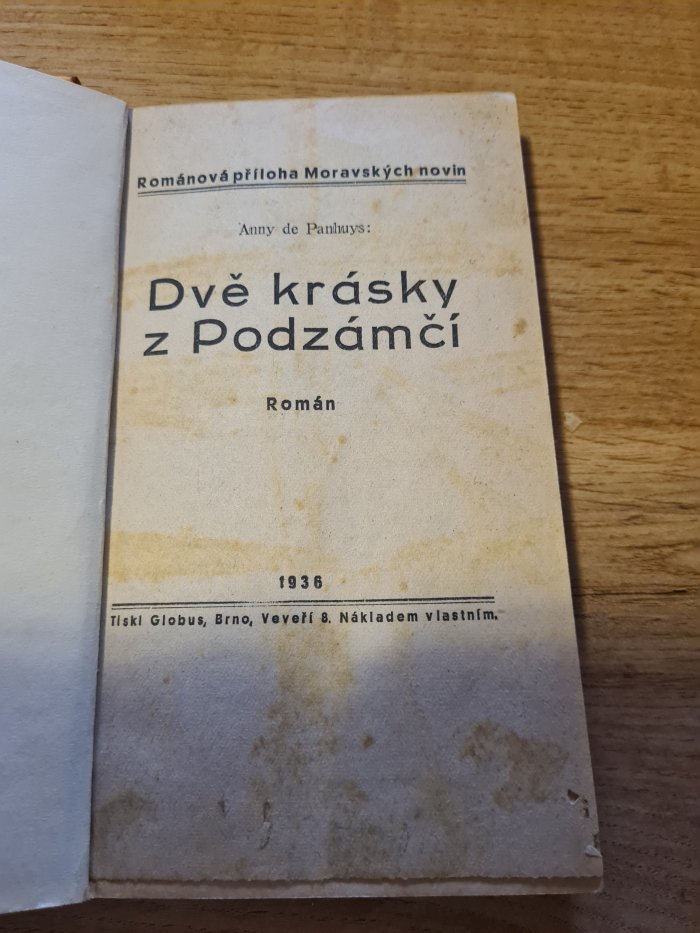 Románová příloha Moravských novin
Anny de Panhuys:
Dvě krásky
z Podzámčí
Román
1936
Tiskl Globus, Brno, Veveří 8. Nákladem vlastním.